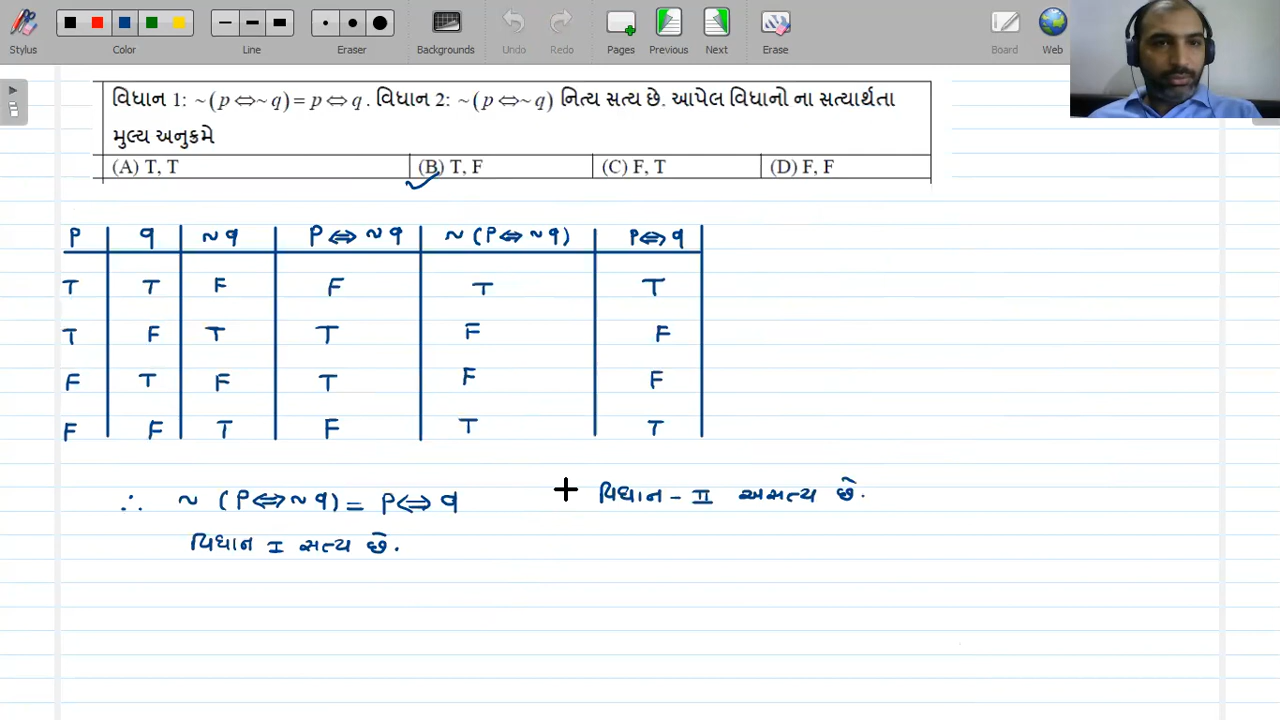 Stylus Color Line Eraser Backgrounds Undo Redo Pages Previous Next Erase Board Web
વિધાન 1: ~(p⇔~q)=p⇔q. વિધાન 2: ~(p⇔~q) નિત્ય સત્ય છે. આપેલ વિધાનો ના સત્યાર્થતા
મુલ્ય અનુક્રમે
(A) T, T (B) T, F (C) F, T (D) F, F
P q ~q P⇔~q ~(P⇔~q) P⇔q
T T F F T T
T F T T F F
F T F T F F
F F T F T T
∴ ~(P⇔~q) = P⇔q
વિધાન I સત્ય છે.
વિધાન - II અસત્ય છે.